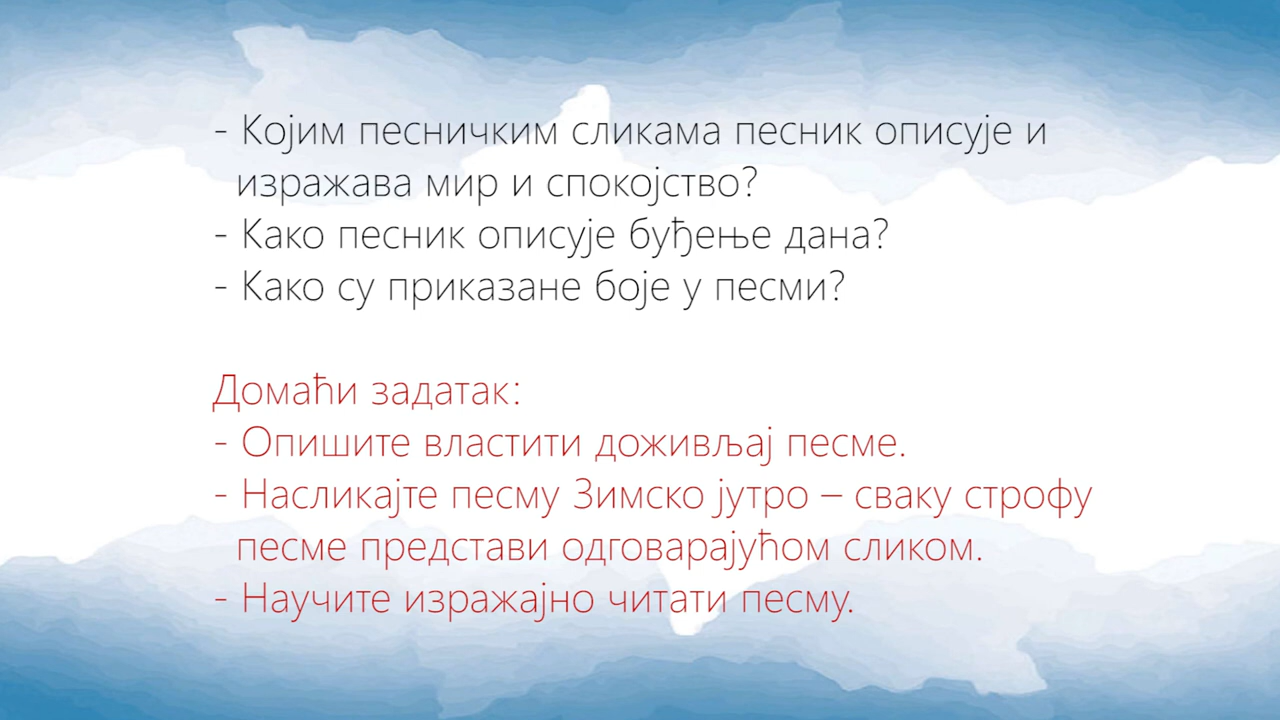 - Којим песничким сликама песник описује и
изражава мир и спокојство?
- Како песник описује буђење дана?
- Како су приказане боје у песми?
Домаћи задатак:
- Опишите властити доживљај песме.
- Насликајте песму Зимско јутро – сваку строфу
песме представи одговарајућом сликом.
- Научите изражајно читати песму.